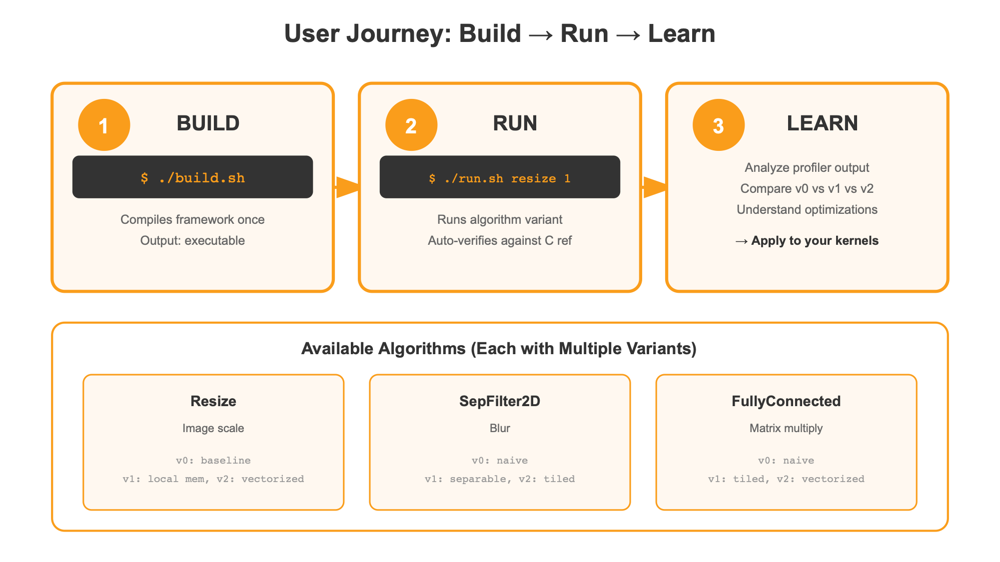 User Journey: Build → Run → Learn
1
BUILD
$ ./build.sh
Compiles framework once
Output: executable
2
RUN
$ ./run.sh resize 1
Runs algorithm variant
Auto-verifies against C ref
3
LEARN
Analyze profiler output
Compare v0 vs v1 vs v2
Understand optimizations
→ Apply to your kernels
Available Algorithms (Each with Multiple Variants)
Resize
Image scale
v0: baseline
v1: local mem, v2: vectorized
SepFilter2D
Blur
v0: naive
v1: separable, v2: tiled
FullyConnected
Matrix multiply
v0: naive
v1: tiled, v2: vectorized